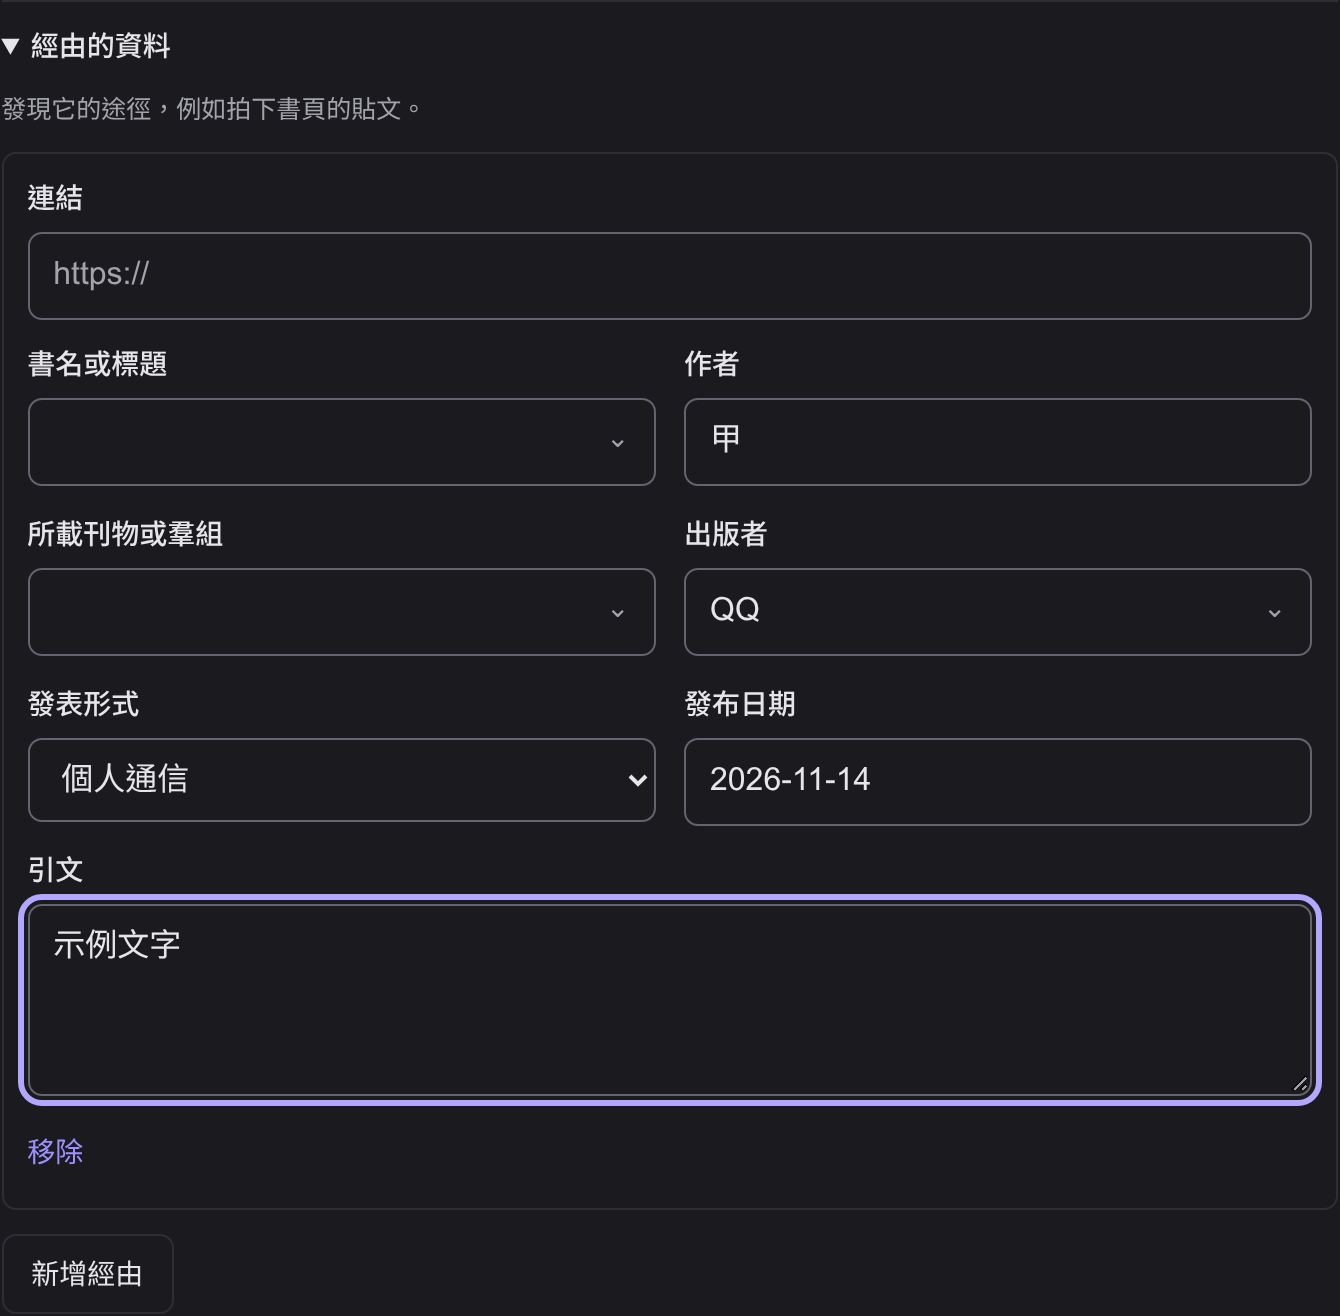 經由的資料
發現它的途徑，例如拍下書頁的貼文。
連結
https://
書名或標題
作者
甲
所載刊物或羣組
出版者
QQ
發表形式
發布日期
個人通信
2026-11-14
引文
示例文字
移除
新增經由